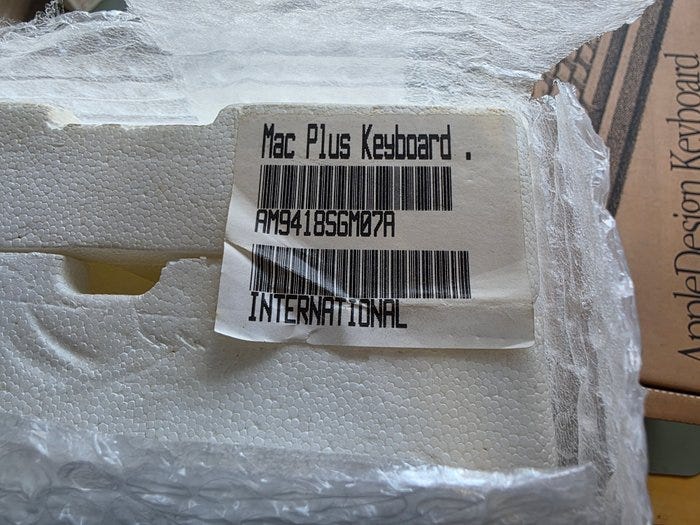 Mac Plus Keyboard .
AM9418SGM07A
INTERNATIONAL
AppleDesign Keyboard